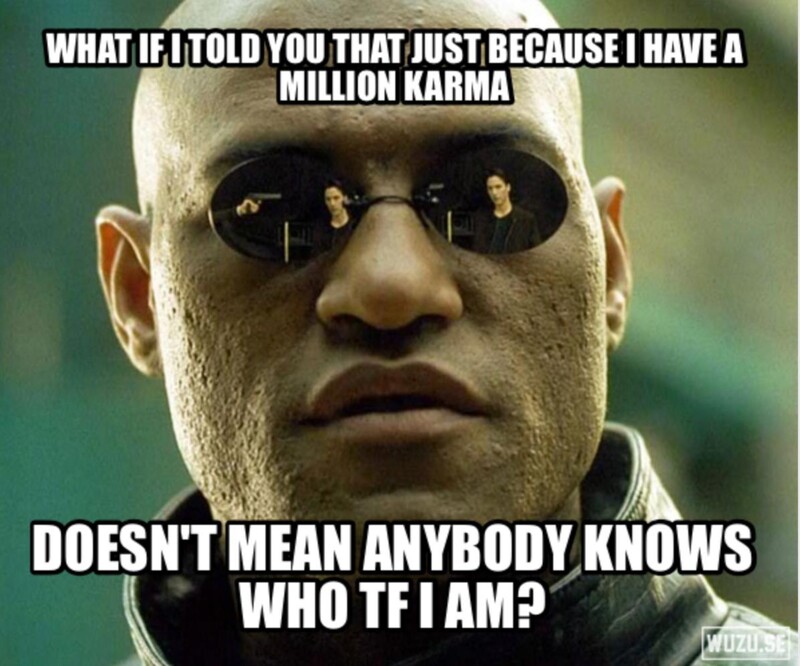 WHAT IF I TOLD YOU THAT JUST BECAUSE I HAVE A
MILLION KARMA
DOESN'T MEAN ANYBODY KNOWS
WHO TF I AM?
WUZU.SE